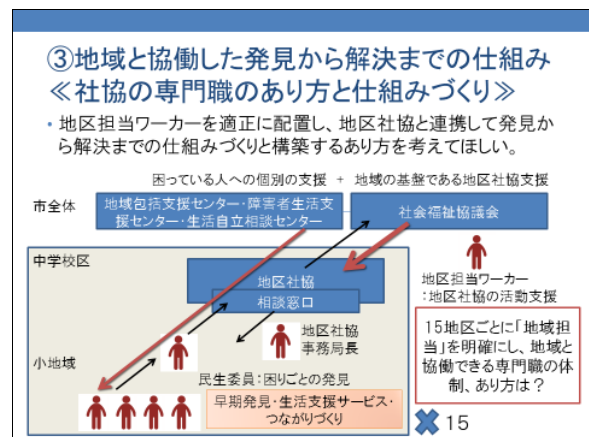 ③地域と協働した発見から解決までの仕組み
≪社協の専門職のあり方と仕組みづくり≫
・地区担当ワーカーを適正に配置し、地区社協と連携して発見か
ら解決までの仕組みづくりと構築するあり方を考えてほしい。
困っている人への個別の支援 + 地域の基盤である地区社協支援
市全体
地域包括支援センター・障害者生活支
援センター・生活自立相談センター
社会福祉協議会
中学校区
地区社協
相談窓口
地区担当ワーカー
:地区社協の活動支援
地区社協
事務局長
小地域
民生委員:困りごとの発見
早期発見・生活支援サービス・
つながりづくり
15地区ごとに「地域担
当」を明確にし、地域と
協働できる専門職の体
制、あり方は?
15